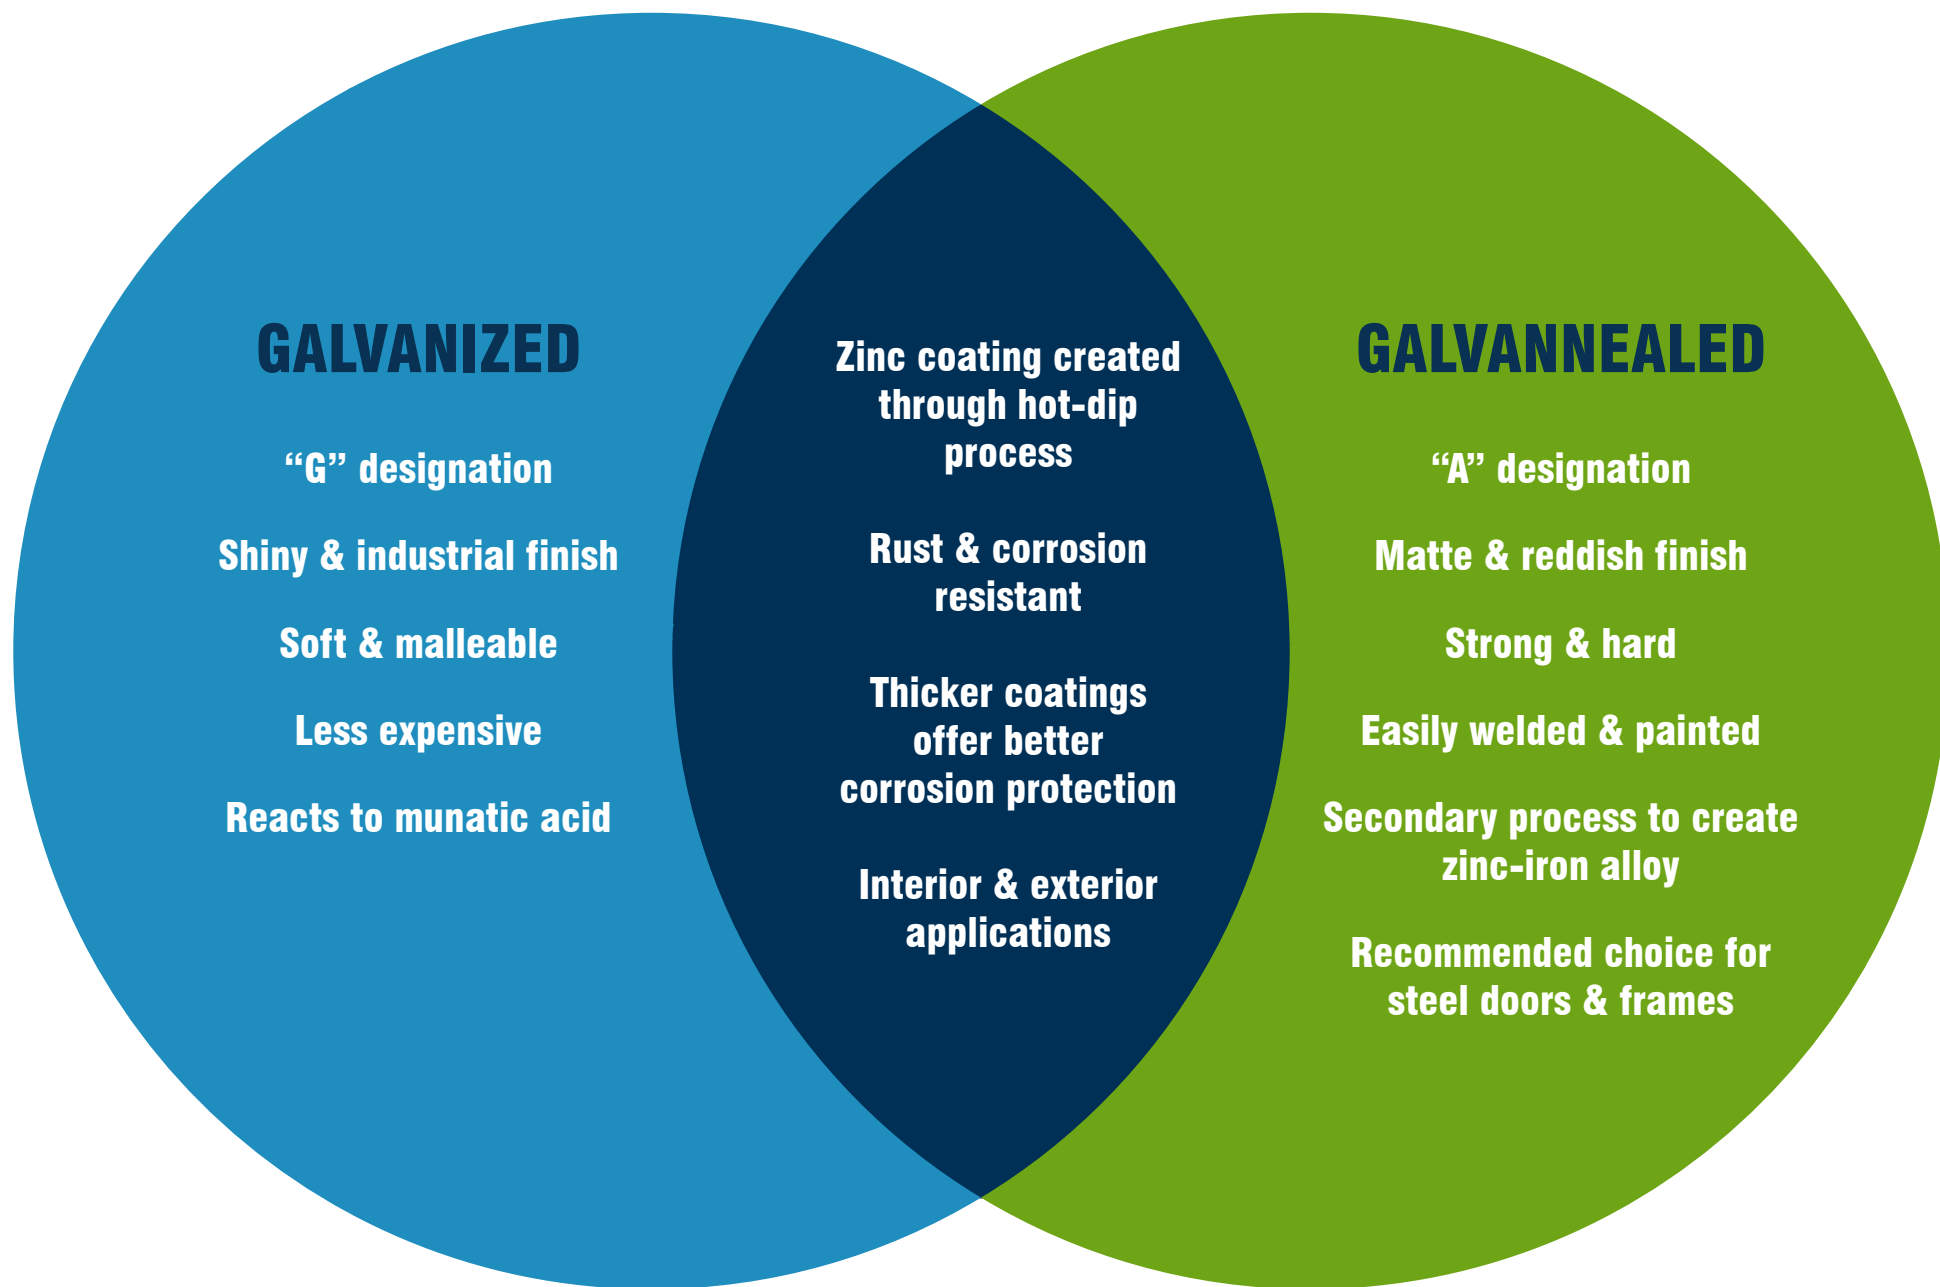 GALVANIZED
“G” designation
Shiny & industrial finish
Soft & malleable
Less expensive
Reacts to munatic acid
Zinc coating created
through hot-dip
process
Rust & corrosion
resistant
Thicker coatings
offer better
corrosion protection
Interior & exterior
applications
GALVANNEALED
“A” designation
Matte & reddish finish
Strong & hard
Easily welded & painted
Secondary process to create
zinc-iron alloy
Recommended choice for
steel doors & frames